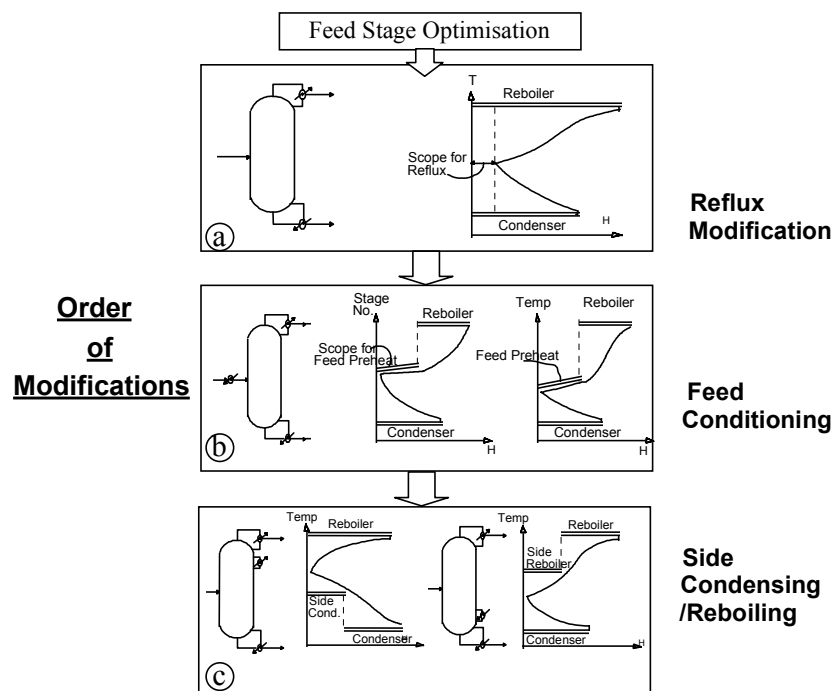 Feed Stage Optimisation
T
Reboiler
Scope for
Reflux
Condenser
H
a
Reflux
Modification
Order
of
Modifications
Stage
No.
Reboiler
Scope for
Feed Preheat
Condenser
H
Temp
Reboiler
Feed Preheat
Condenser
H
b
Feed
Conditioning
Temp
Reboiler
Side
Cond.
Condenser
H
Temp
Reboiler
Side
Reboiler
Condenser
H
c
Side
Condensing
/Reboiling